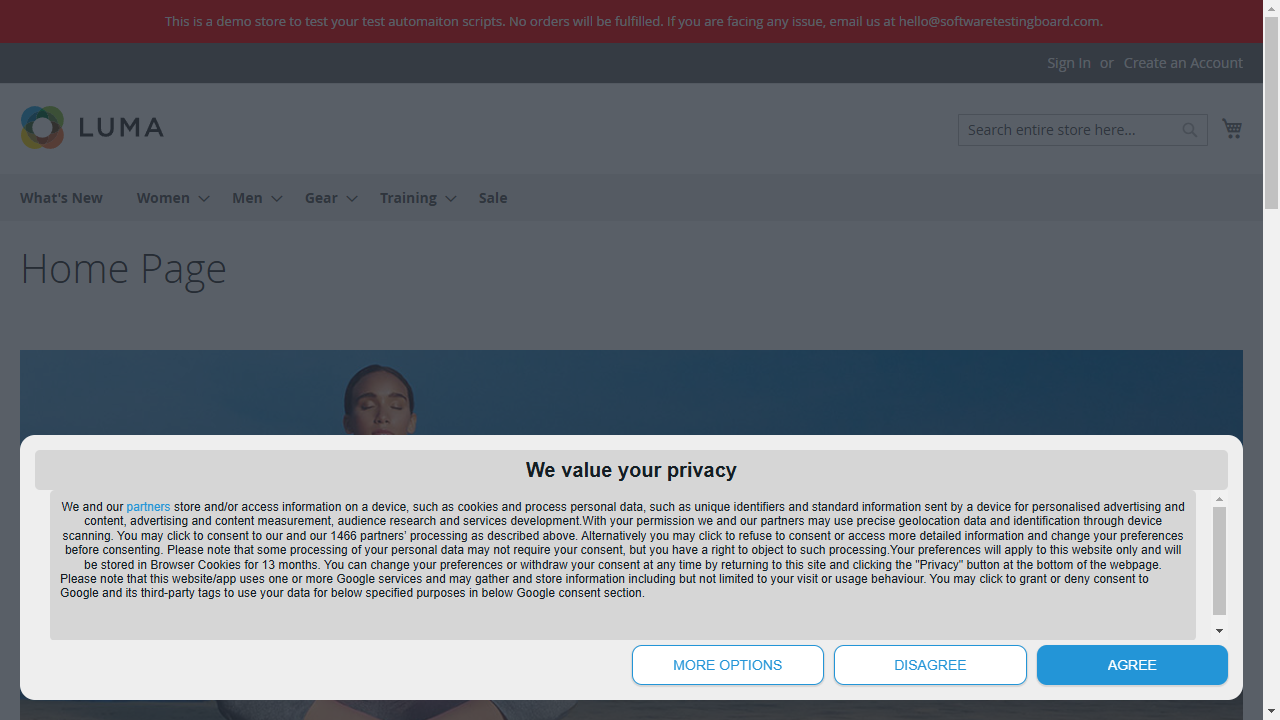 This is a demo store to test your test automaiton scripts. No orders will be fulfilled. If you are facing any issue, email us at hello@softwaretestingboard.com.
Sign In or Create an Account
LUMA
Search entire store here...
What's New Women Men Gear Training Sale
Home Page
We value your privacy
We and our partners store and/or access information on a device, such as cookies and process personal data, such as unique identifiers and standard information sent by a device for personalised advertising and
content, advertising and content measurement, audience research and services development.With your permission we and our partners may use precise geolocation data and identification through device
scanning. You may click to consent to our and our 1466 partners' processing as described above. Alternatively you may click to refuse to consent or access more detailed information and change your preferences
before consenting. Please note that some processing of your personal data may not require your consent, but you have a right to object to such processing.Your preferences will apply to this website only and will
be stored in Browser Cookies for 13 months. You can change your preferences or withdraw your consent at any time by returning to this site and clicking the "Privacy" button at the bottom of the webpage.
Please note that this website/app uses one or more Google services and may gather and store information including but not limited to your visit or usage behaviour. You may click to grant or deny consent to
Google and its third-party tags to use your data for below specified purposes in below Google consent section.
MORE OPTIONS DISAGREE AGREE